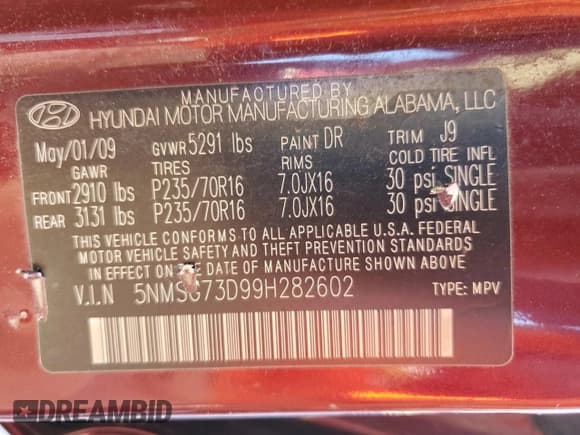 MANUFACTURED BY
HYUNDAI MOTOR MANUFACTURING ALABAMA, LLC
May/01/09 GVWR 5291 lbs PAINT DR TRIM J9
GAWR TIRES RIMS COLD TIRE INFL
FRONT 2910 lbs P235/70R16 7.0JX16 30 psi SINGLE
REAR 3131 lbs P235/70R16 7.0JX16 30 psi SINGLE
THIS VEHICLE CONFORMS TO ALL APPLICABLE U.S.A. FEDERAL
MOTOR VEHICLE SAFETY AND THEFT PREVENTION STANDARDS
IN EFFECT ON THE DATE OF MANUFACTURE SHOWN ABOVE
V.I.N 5NMSG73D99H282602 TYPE: MPV
DREAMBID